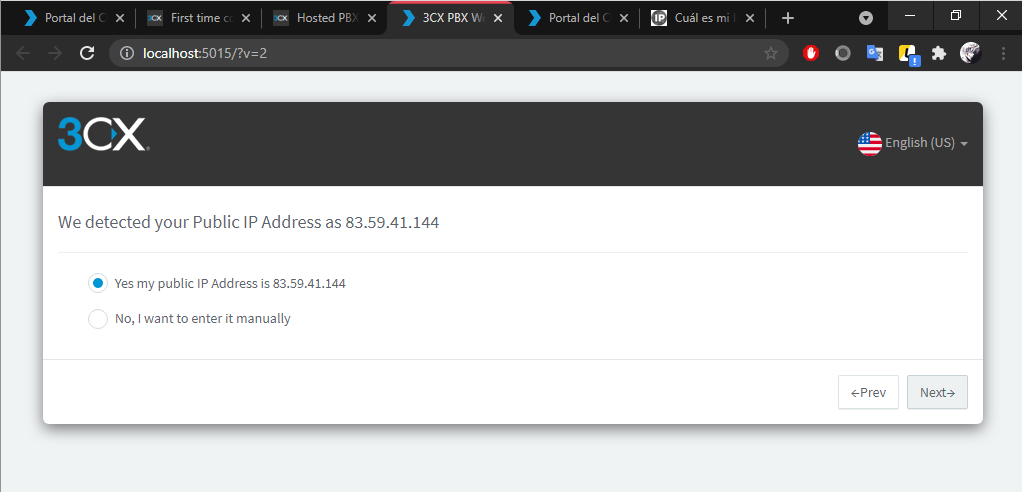 Portal del C
First time co
Hosted PBX
3CX PBX We
Portal del C
Cuál es mi
localhost:5015/?v=2
3CX
English (US)
We detected your Public IP Address as 83.59.41.144
Yes my public IP Address is 83.59.41.144
No, I want to enter it manually
←Prev
Next→